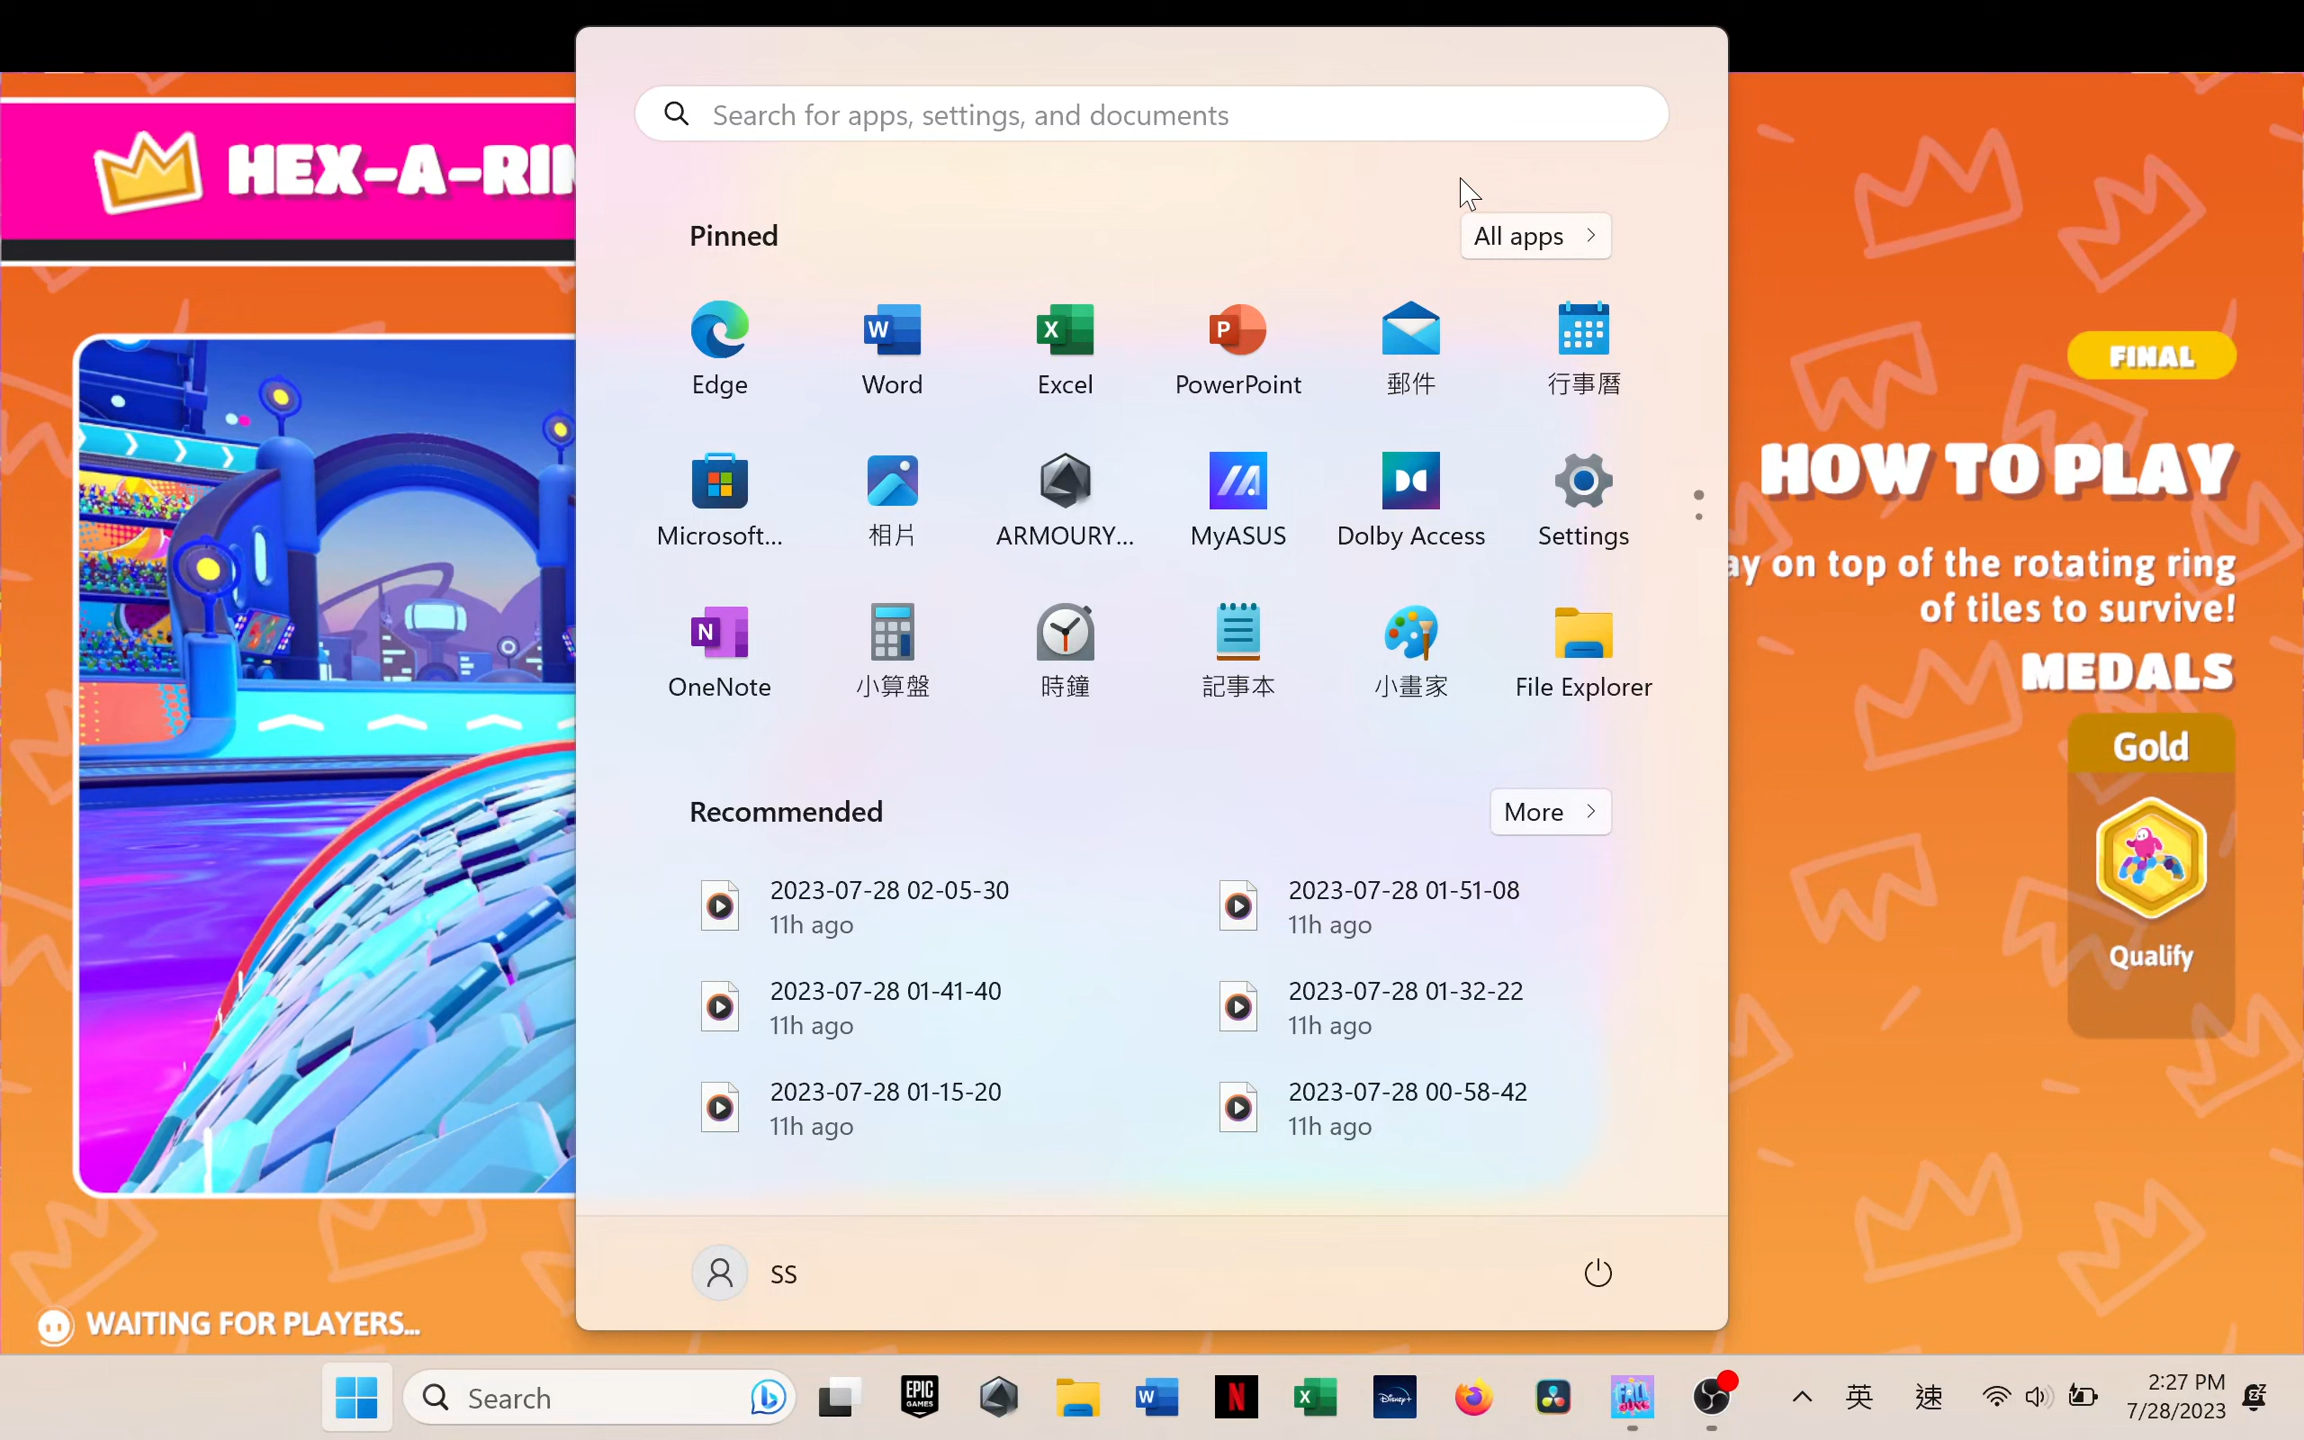 Search for apps, settings, and documents
HEX-A-RIN
Pinned
All apps
FINAL
Edge
Word
Excel
PowerPoint
郵件
行事曆
HOW TO PLAY
Microsoft...
相片
ARMOURY...
MyASUS
Dolby Access
Settings
ay on top of the rotating ring
of tiles to survive!
MEDALS
OneNote
小算盤
時鐘
記事本
小畫家
File Explorer
Gold
Qualify
Recommended
More
2023-07-28 02-05-30
11h ago
2023-07-28 01-51-08
11h ago
2023-07-28 01-41-40
11h ago
2023-07-28 01-32-22
11h ago
2023-07-28 01-15-20
11h ago
2023-07-28 00-58-42
11h ago
SS
WAITING FOR PLAYERS...
Search
EPIC
GAMES
Disney+
英
速
2:27 PM
7/28/2023